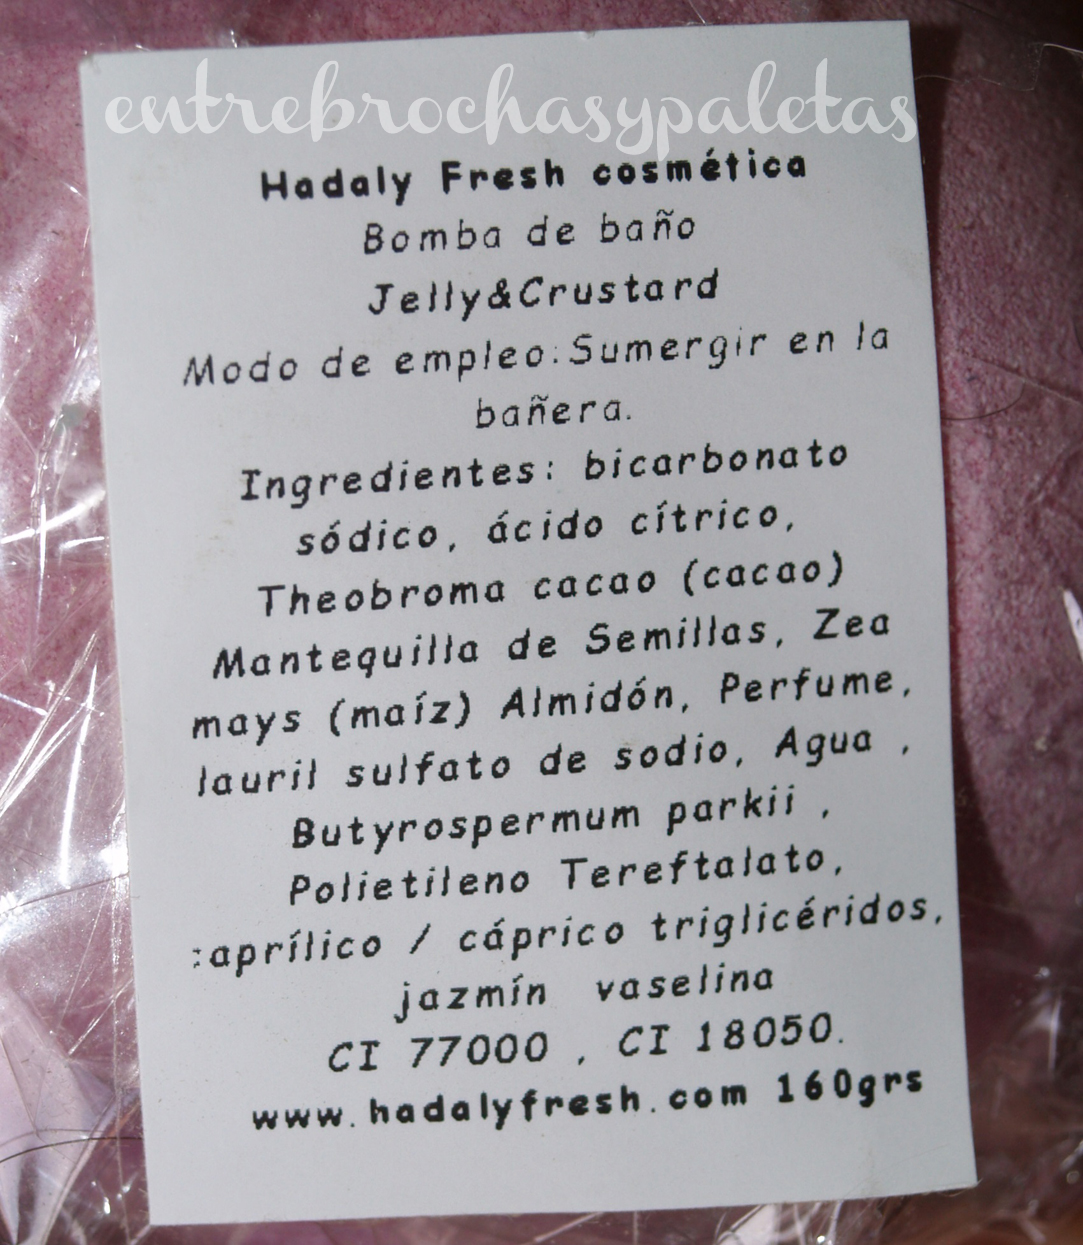 entrebrochasypaletas
Hadaly Fresh cosmética
Bomba de baño
Jelly&Crustard
Modo de empleo:Sumergir en la
bañera.
Ingredientes: bicarbonato
sódico, ácido cítrico,
Theobroma cacao (cacao)
Mantequilla de Semillas, Zea
mays (maíz) Almidón, Perfume,
lauril sulfato de sodio, Agua ,
Butyrospermum parkii ,
Polietileno Tereftalato,
caprílico / cáprico triglicéridos,
jazmín vaselina
CI 77000 , CI 18050.
www.hadalyfresh.com 160grs